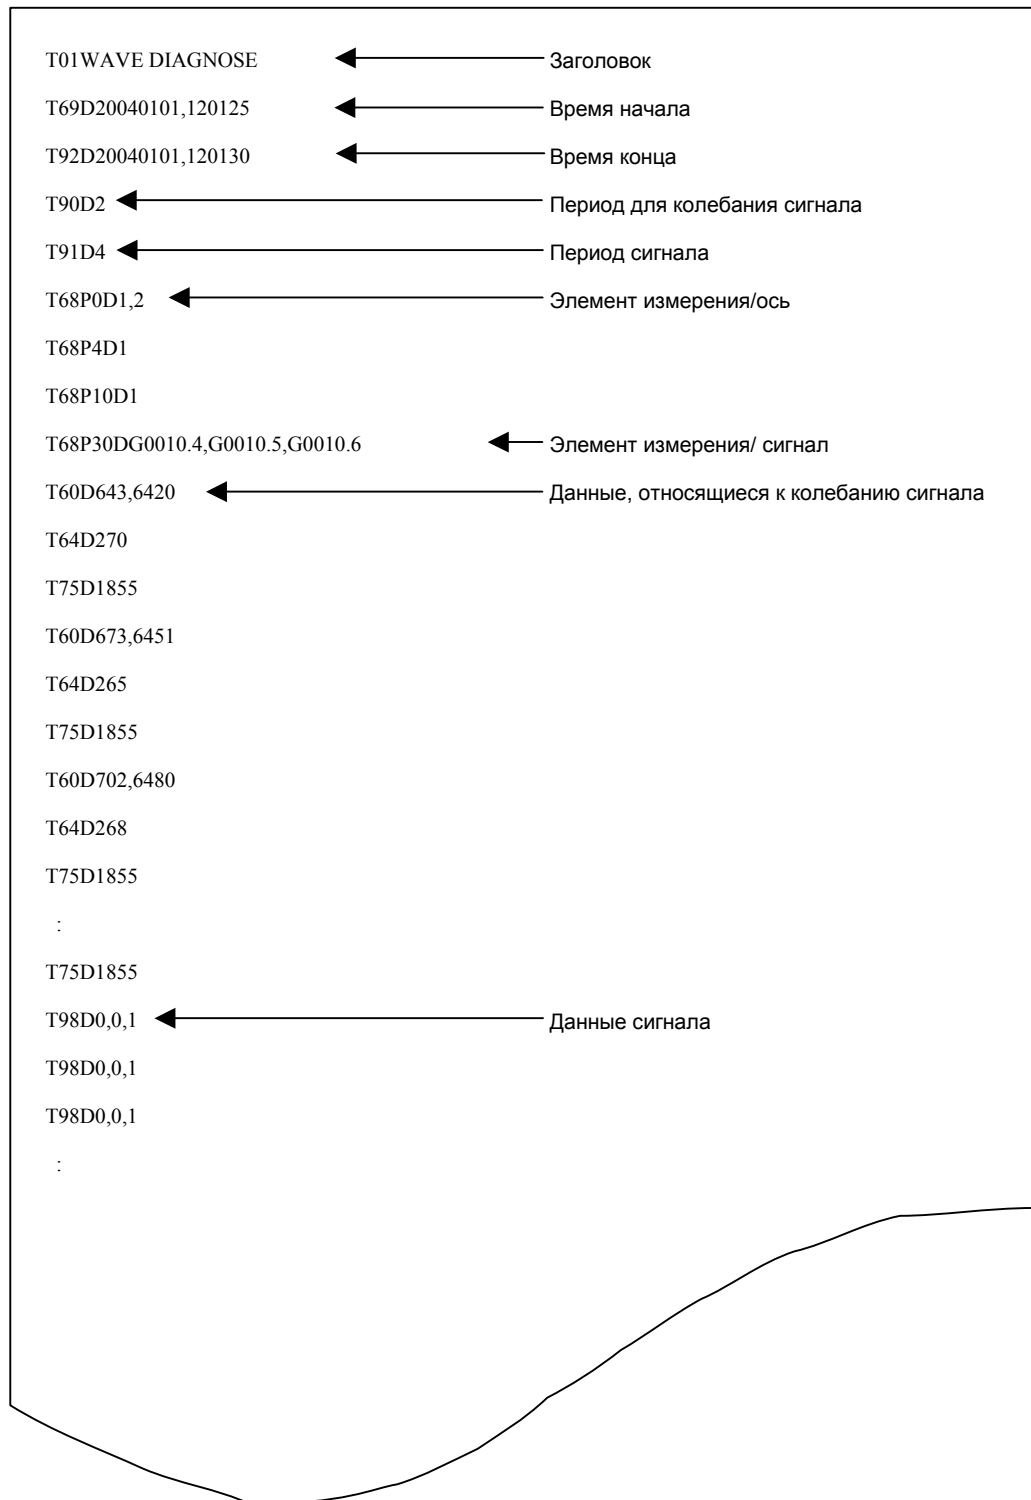 T01WAVE DIAGNOSE Заголовок
T69D20040101,120125 Время начала
T92D20040101,120130 Время конца
T90D2 Период для колебания сигнала
T91D4 Период сигнала
T68P0D1,2 Элемент измерения/ось
T68P4D1
T68P10D1
T68P30DG0010.4,G0010.5,G0010.6 Элемент измерения/ сигнал
T60D643,6420 Данные, относящиеся к колебанию сигнала
T64D270
T75D1855
T60D673,6451
T64D265
T75D1855
T60D702,6480
T64D268
T75D1855
:
T75D1855
T98D0,0,1 Данные сигнала
T98D0,0,1
T98D0,0,1
: